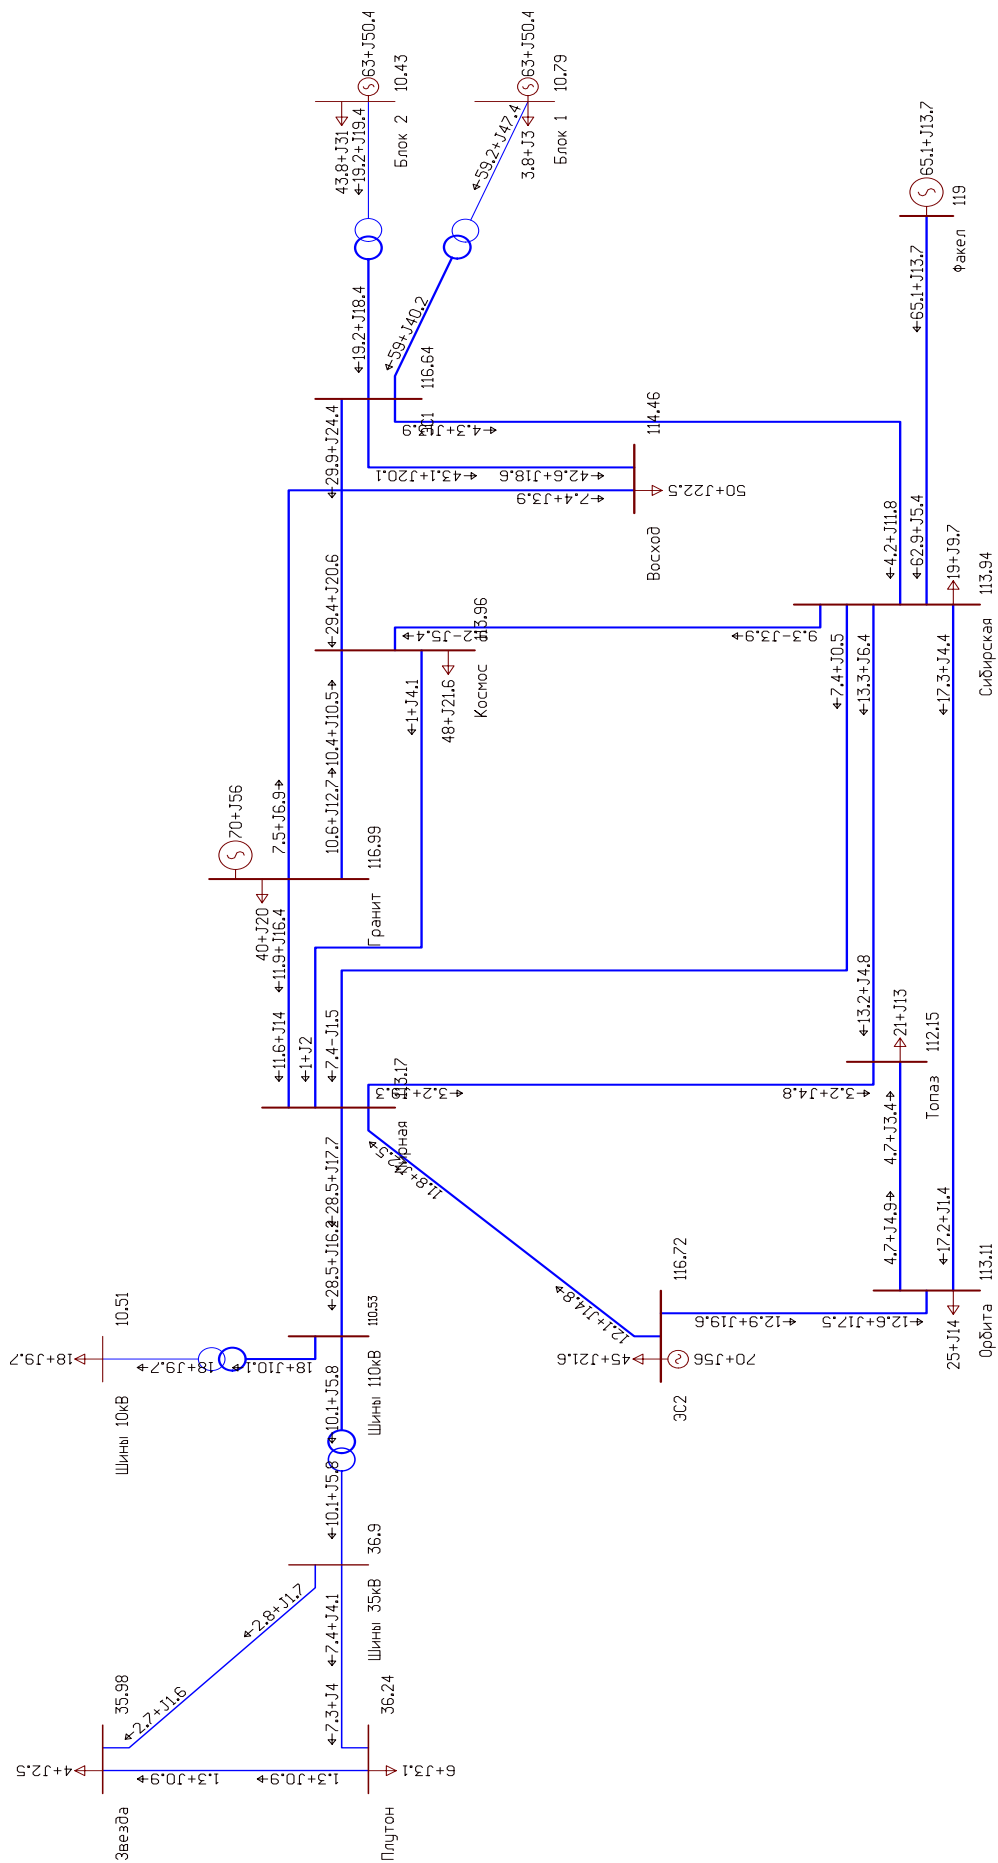 63+J50.4
10.43
43.8+J31
19.2+J19.4
Блок 2
63+J50.4
10.79
59.2+J47.4
3.8+J3
Блок 1
65.1+J13.7
119
Факел
65.1+J13.7
19.2+J18.4
59+J40.2
116.64
ЭС1
4.3+J13.9
29.9+J24.4
43.1+J20.1
42.6+J18.6
7.4+J3.9
114.46
50+J22.5
Восход
4.2+J11.8
62.9+J5.4
19+J9.7
113.94
Сибирская
29.4+J20.6
113.96
9.3-J3.9
7.4+J0.5
13.3+J6.4
17.3+J4.4
48+J21.6
Космос
1+J4.1
10.6+J12.7
10.4+J10.5
7.5+J6.9
70+J56
116.99
40+J20
Гранит
11.9+J16.4
11.6+J14
1+J2
7.4-J1.5
113.17
3.2+J4.8
13.2+J4.8
21+J13
112.15
Топаз
4.7+J3.4
4.7+J4.9
17.2+J1.4
113.11
25+J14
Орбита
28.5+J17.7
28.5+J16.2
11.8+J12.5
12.1+J14.8
116.72
12.9+J19.6
12.6+J17.5
45+J21.6
70+J56
ЭС2
10.51
18+J9.7
18+J9.7
18+J10.1
Шины 10кВ
110.53
Шины 110кВ
10.1+J5.8
10.1+J5.8
36.9
Шины 35кВ
2.8+J1.7
7.4+J4.1
2.7+J1.6
7.3+J4
35.98
4+J2.5
1.3+J0.9
1.3+J0.9
Звезда
36.24
6+J3.1
Плутон